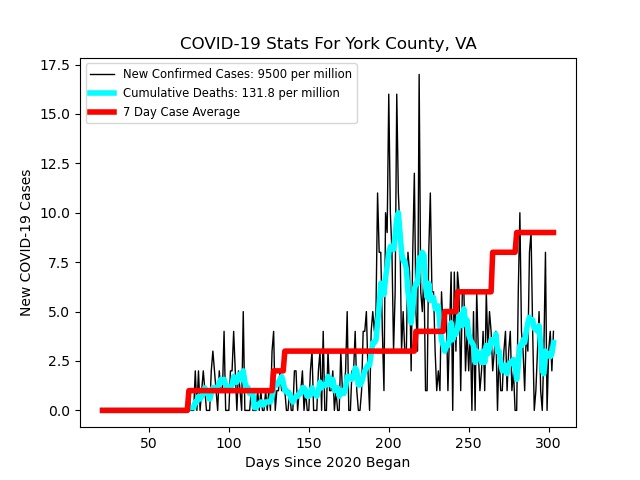 COVID-19 Stats For York County, VA
New Confirmed Cases: 9500 per million
Cumulative Deaths: 131.8 per million
7 Day Case Average
17.5
15.0
12.5
10.0
7.5
5.0
2.5
0.0
New COVID-19 Cases
50 100 150 200 250 300
Days Since 2020 Began